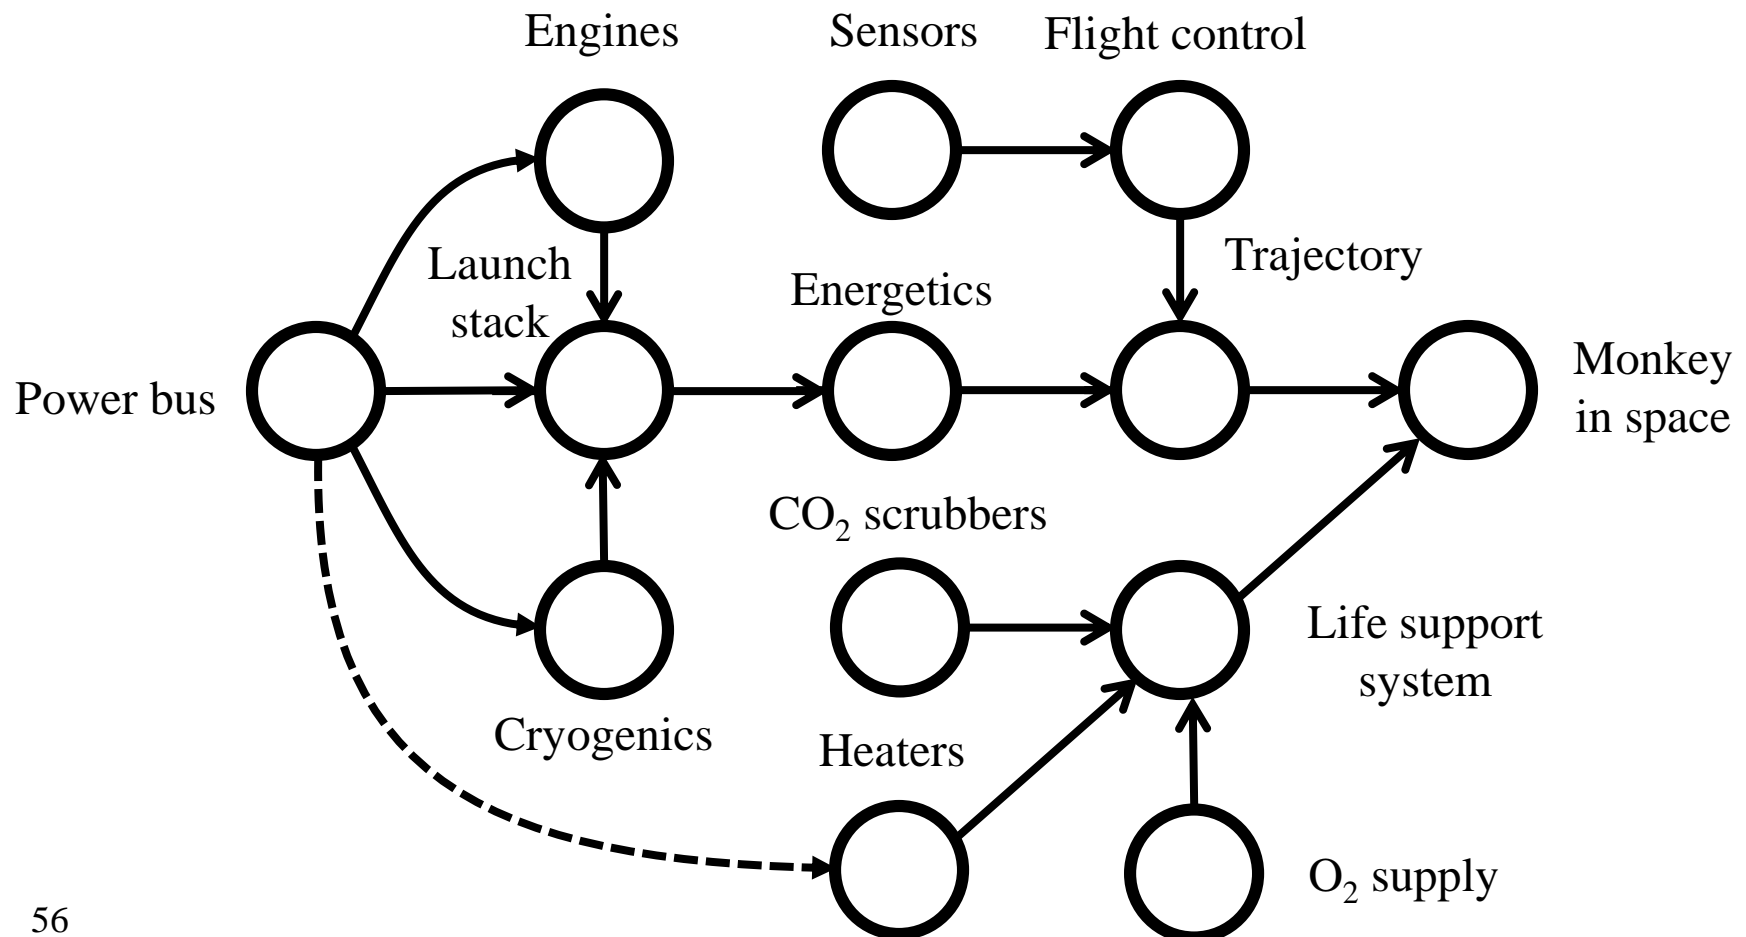 Engines
Sensors
Flight control
Launch
stack
Energetics
Trajectory
Power bus
Monkey
in space
CO₂ scrubbers
Life support
system
Cryogenics
Heaters
O₂ supply
56